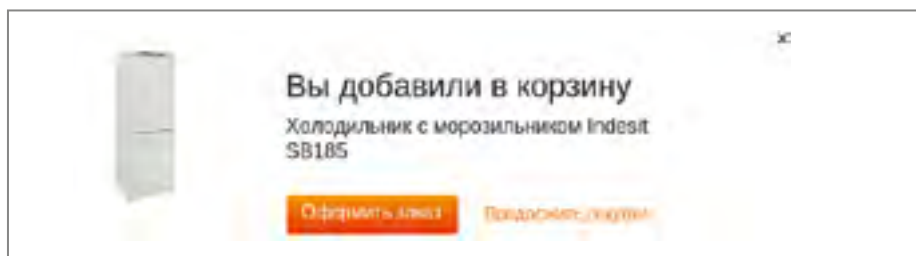 Вы добавили в корзину
Холодильник с морозильником Indesit
SB185
Оформить заказ
Продолжить покупки